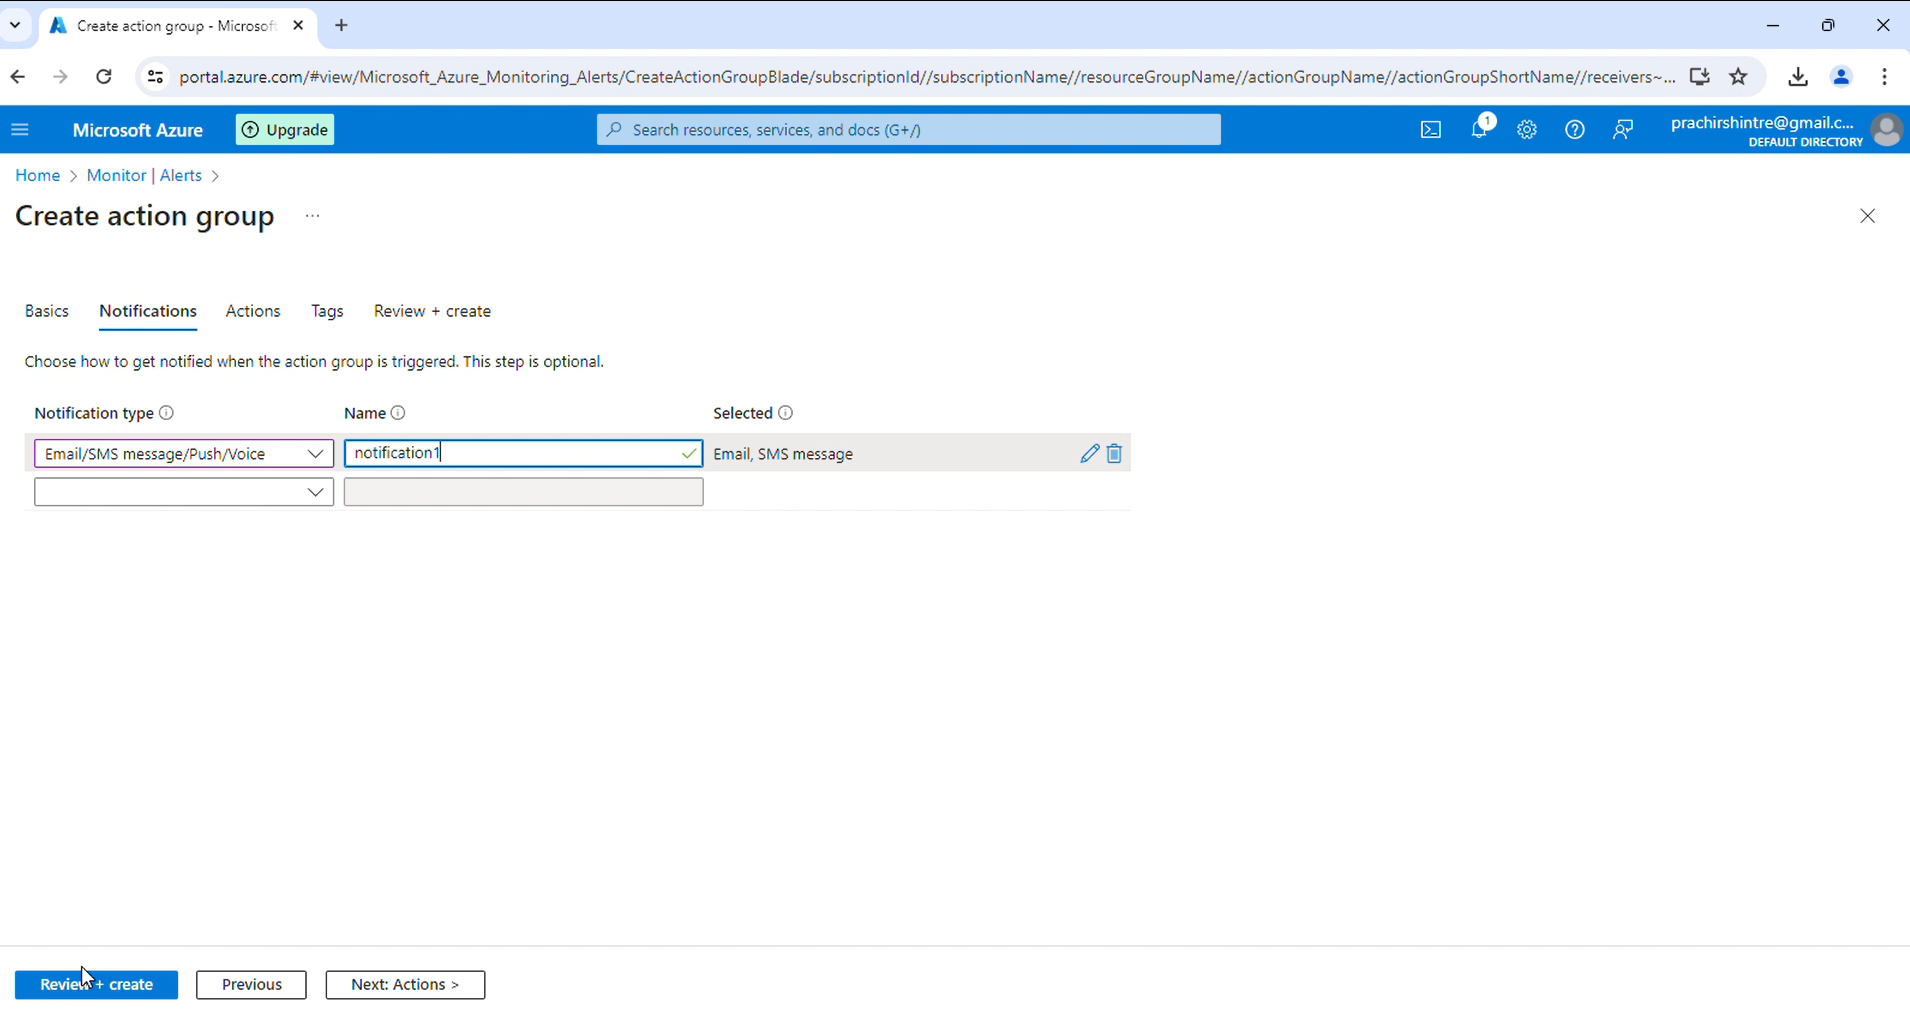 Create action group - Microsof
portal.azure.com/#view/Microsoft_Azure_Monitoring_Alerts/CreateActionGroupBlade/subscriptionId//subscriptionName//resourceGroupName//actionGroupName//actionGroupShortName//receivers~...
Microsoft Azure
Upgrade
Search resources, services, and docs (G+/)
1
prachirshintre@gmail.c...
DEFAULT DIRECTORY
Home > Monitor | Alerts >
Create action group ...
Basics Notifications Actions Tags Review + create
Choose how to get notified when the action group is triggered. This step is optional.
Notification type Name Selected
Email/SMS message/Push/Voice notification1 Email, SMS message
Review + create Previous Next: Actions >